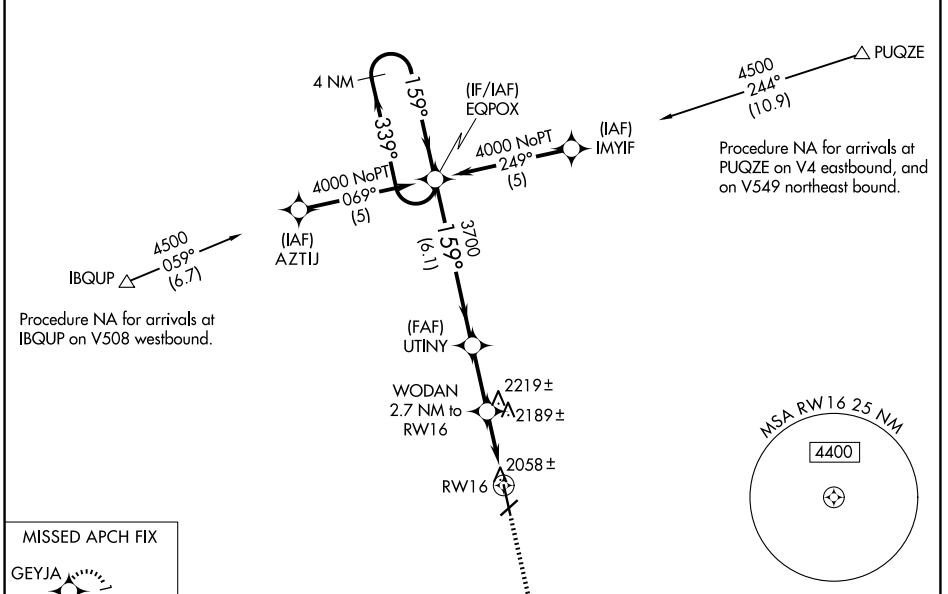 PUQZE
4500
244°
(10.9)
4 NM
159°
339°
(IF/IAF)
EQPOX
(IAF)
IMYIF
4000 NoPT
249°
(5)
Procedure NA for arrivals at
PUQZE on V4 eastbound, and
on V549 northeast bound.
4000 NoPT
069°
(5)
(IAF)
AZTIJ
4500
059°
(6.7)
IBQUP
Procedure NA for arrivals at
IBQUP on V508 westbound.
3700
159°
(6.1)
(FAF)
UTINY
WODAN
2.7 NM to
RW16
2219±
2189±
2058±
RW16
MSA RW16 25 NM
4400
MISSED APCH FIX
GEYJA